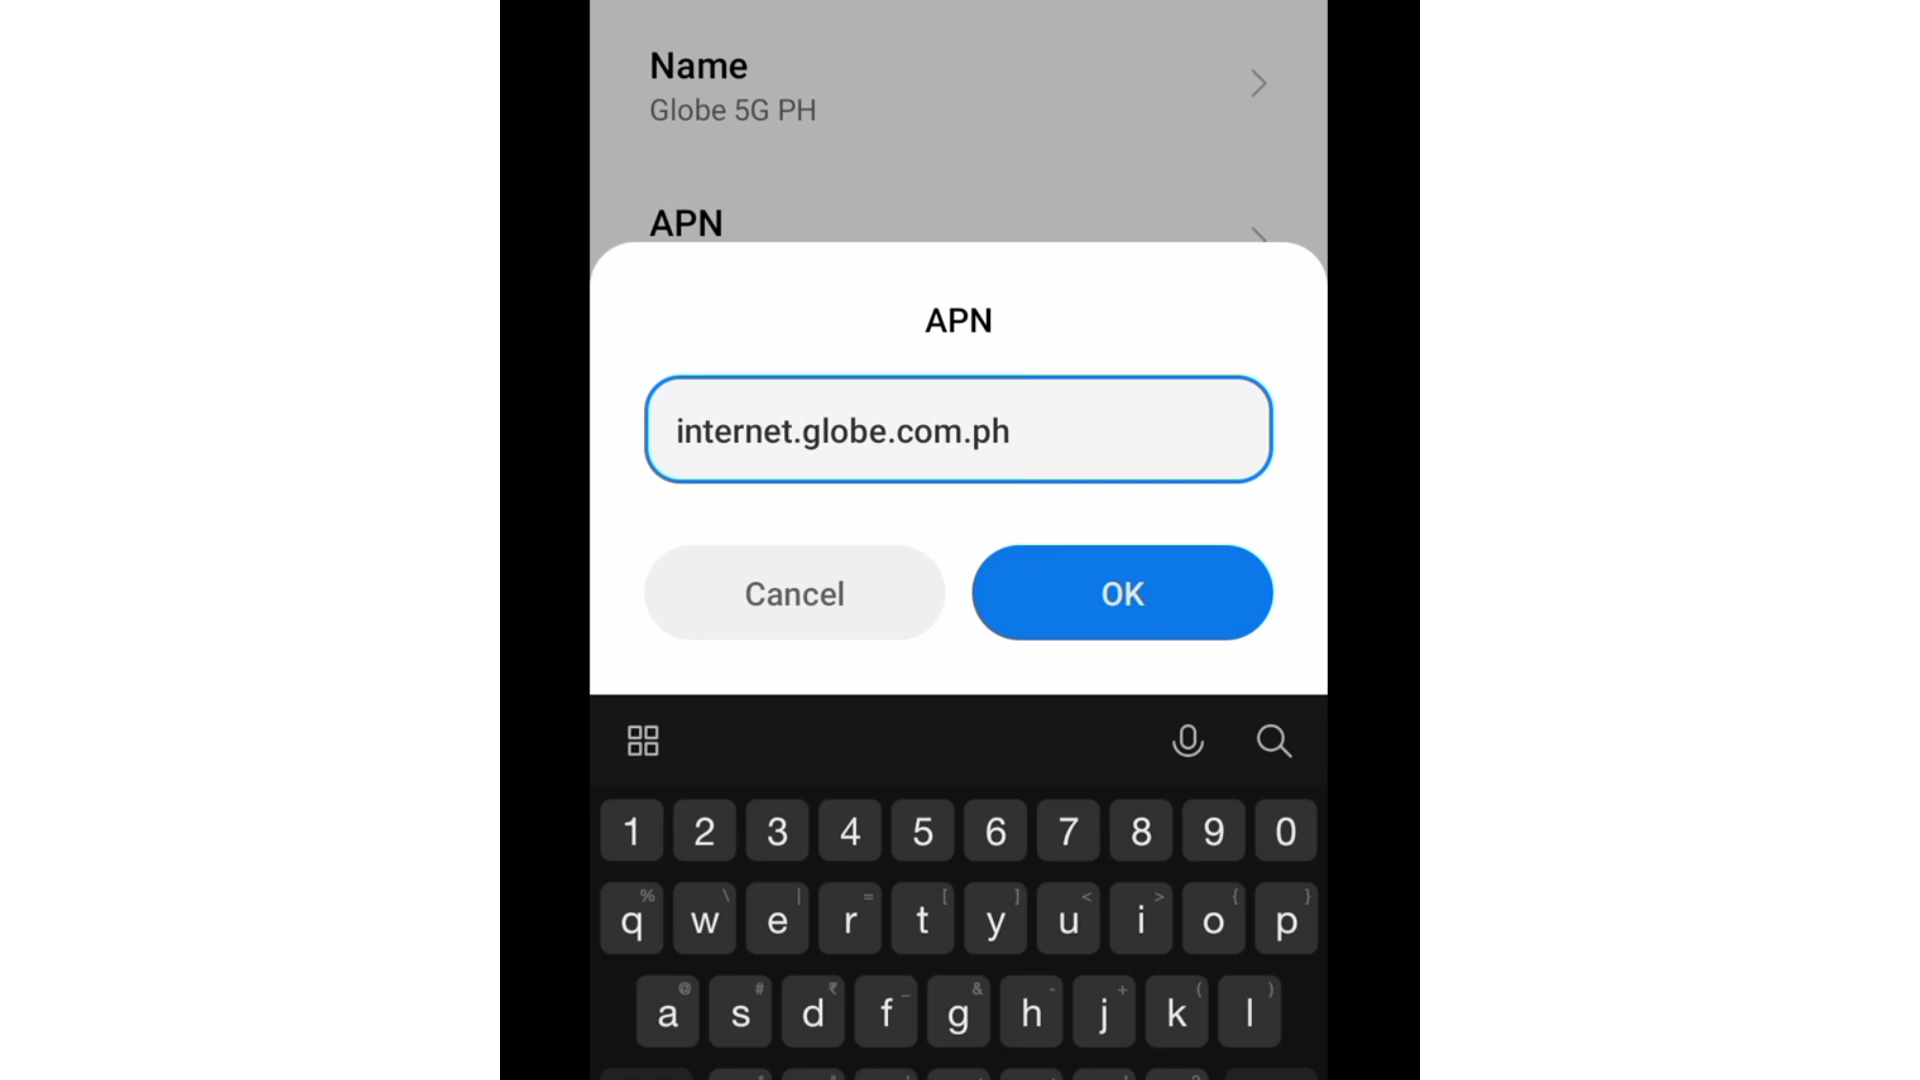 Name
Globe 5G PH
APN
APN
internet.globe.com.ph
Cancel
OK
1 2 3 4 5 6 7 8 9 0
% \ | = [ ] < > { }
q w e r t y u i o p
@ # ₹ _ & - + ( )
a s d f g h j k l